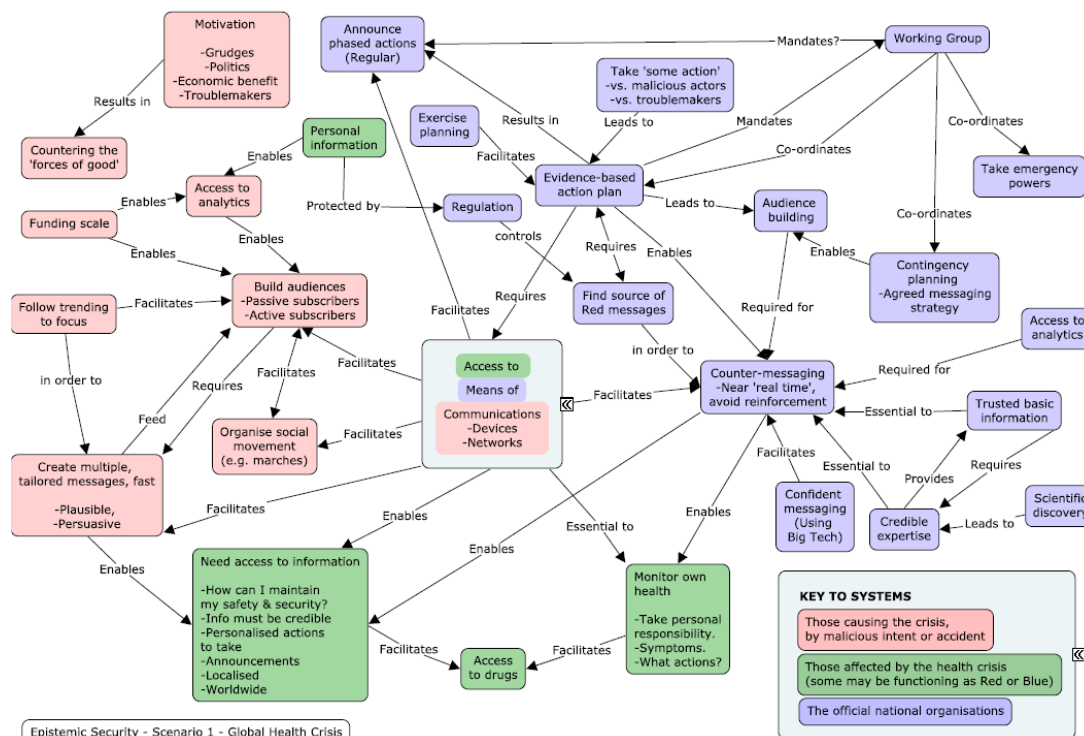 Motivation
-Grudges
-Politics
-Economic benefit
-Troublemakers
Announce
phased actions
(Regular)
Mandates?
Working Group
Take 'some action'
-vs. malicious actors
-vs. troublemakers
Results in
Exercise
planning
Personal
information
Results in
Leads to
Mandates
Co-ordinates
Countering the
'forces of good'
Enables
Facilitates
Co-ordinates
Take emergency
powers
Access to
analytics
Evidence-based
action plan
Enables
Funding scale
Protected by
Regulation
Leads to
Audience
building
Co-ordinates
controls
Requires
Enables
Enables
Enables
Enables
Contingency
planning
-Agreed messaging
strategy
Build audiences
-Passive subscribers
-Active subscribers
Follow trending
to focus
Facilitates
Requires
Find source of
Red messages
Facilitates
Required for
Access to
analytics
in order to
Facilitates
Facilitates
Requires
in order to
Feed
Access to
Means of
Communications
-Devices
-Networks
Facilitates
Counter-messaging
-Near 'real time',
avoid reinforcement
Required for
Essential to
Trusted basic
information
Organise social
movement
(e.g. marches)
Facilitates
Create multiple,
tailored messages, fast
-Plausible,
-Persuasive
Facilitates
Facilitates
Essential to
Provides
Requires
Enables
Essential to
Enables
Confident
messaging
(Using
Big Tech)
Credible
expertise
Leads to
Scientific
discovery
Enables
Enables
Need access to information
-How can I maintain
my safety & security?
-Info must be credible
-Personalised actions
to take
-Announcements
-Localised
-Worldwide
Monitor own
health
-Take personal
responsibility.
-Symptoms.
-What actions?
Facilitates
Access
to drugs
Facilitates
KEY TO SYSTEMS
Those causing the crisis,
by malicious intent or accident
Those affected by the health crisis
(some may be functioning as Red or Blue)
The official national organisations
Epistemic Security - Scenario 1 - Global Health Crisis